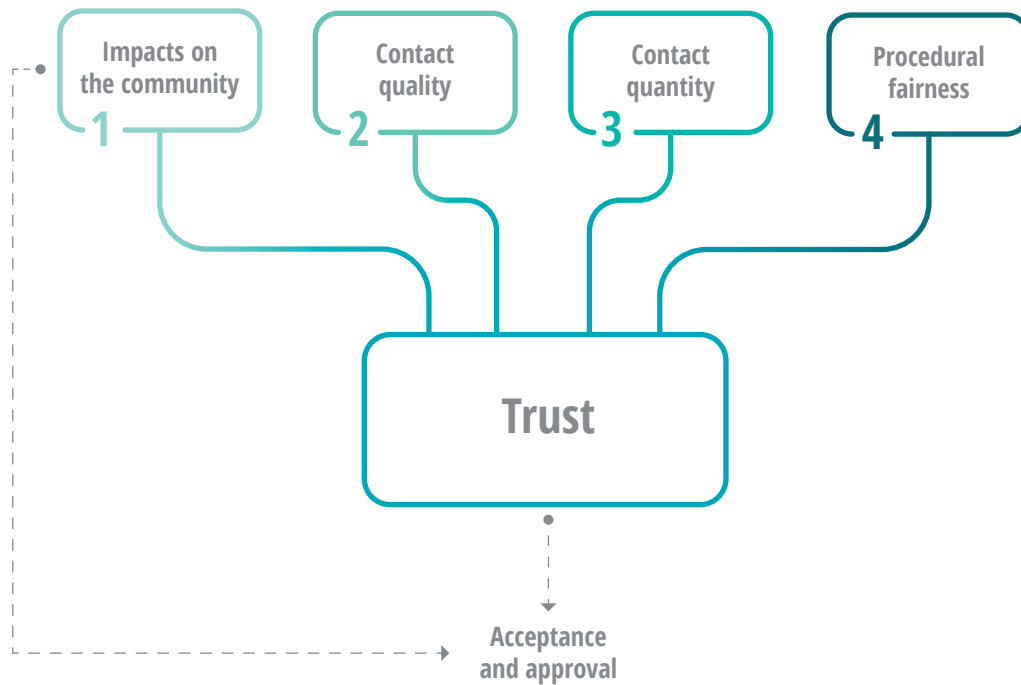 Impacts on
the community
1
Contact
quality
2
Contact
quantity
3
Procedural
fairness
4
Trust
Acceptance
and approval